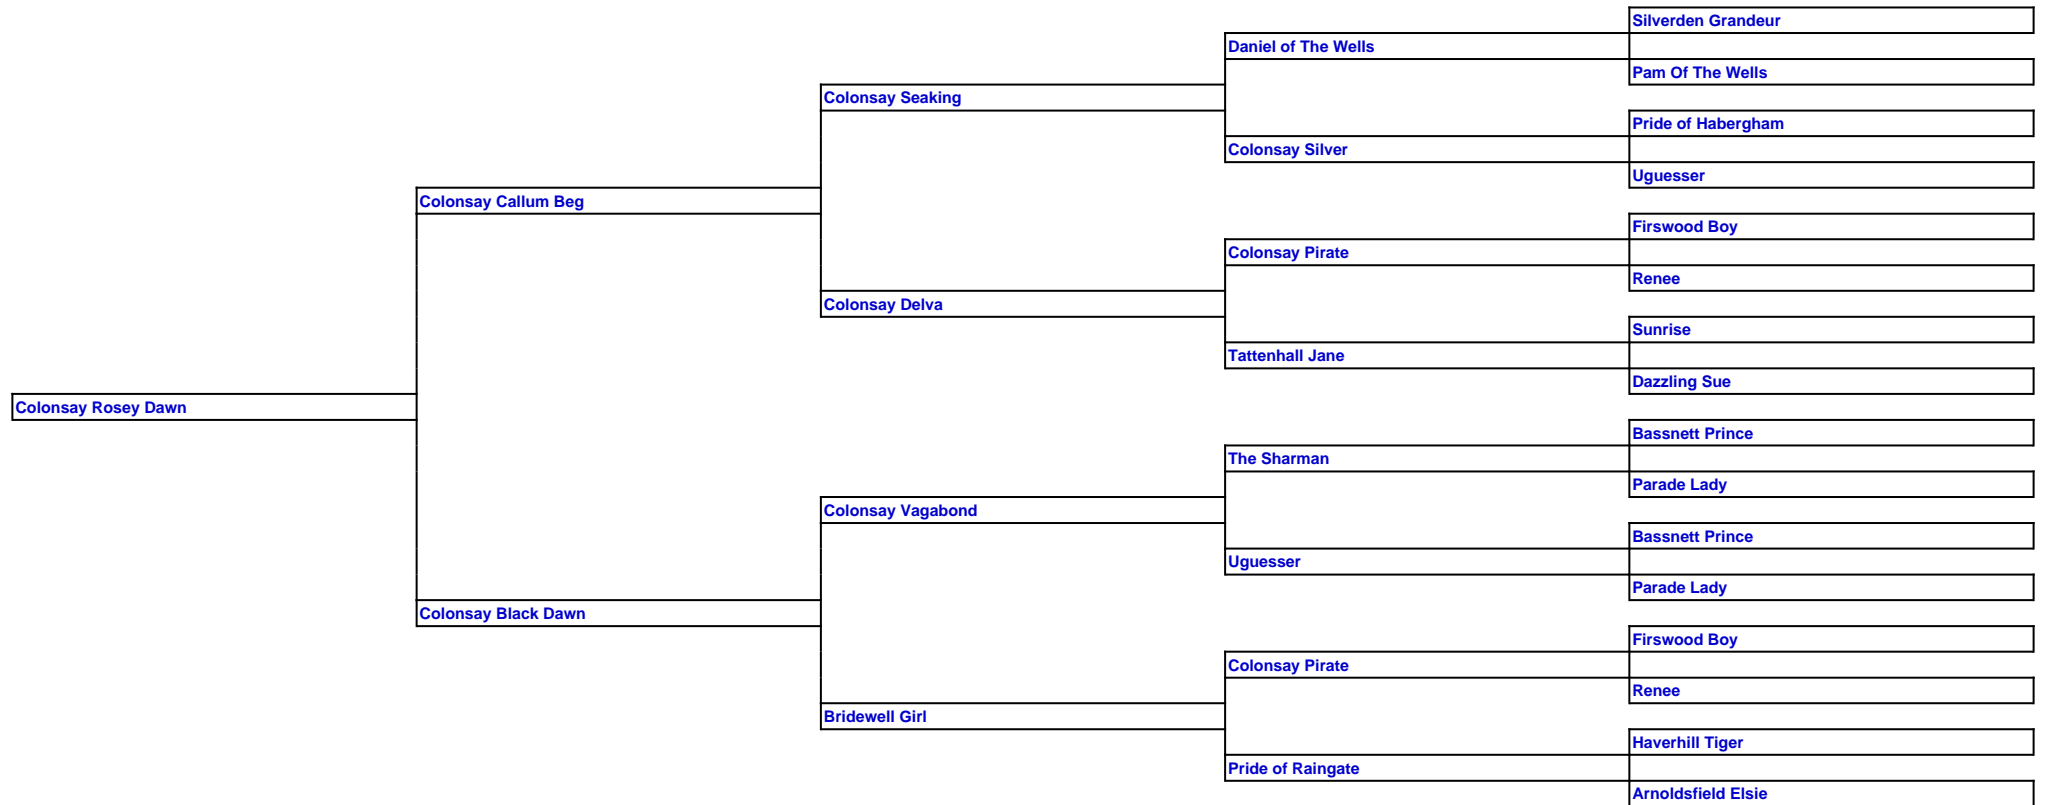 Silverden Grandeur
Daniel of The Wells
Pam Of The Wells
Colonsay Seaking
Pride of Habergham
Colonsay Silver
Uguesser
Colonsay Callum Beg
Firswood Boy
Colonsay Pirate
Renee
Colonsay Delva
Sunrise
Tattenhall Jane
Dazzling Sue
Colonsay Rosey Dawn
Bassnett Prince
The Sharman
Parade Lady
Colonsay Vagabond
Bassnett Prince
Uguesser
Parade Lady
Colonsay Black Dawn
Firswood Boy
Colonsay Pirate
Renee
Bridewell Girl
Haverhill Tiger
Pride of Raingate
Arnoldsfield Elsie